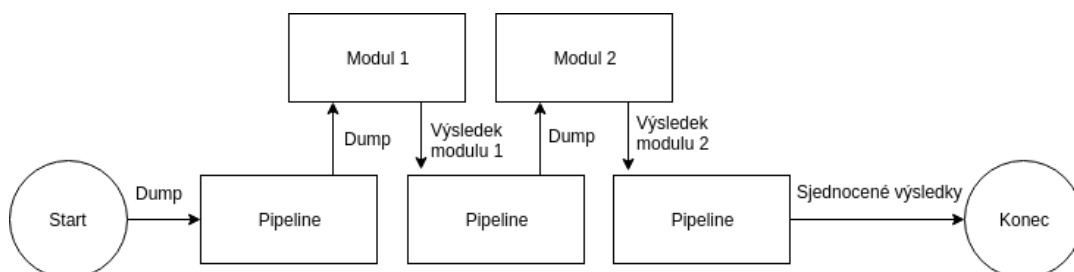 Modul 1
Modul 2
Dump
Výsledek
modulu 1
Dump
Výsledek
modulu 2
Start
Dump
Pipeline
Pipeline
Pipeline
Sjednocené výsledky
Konec